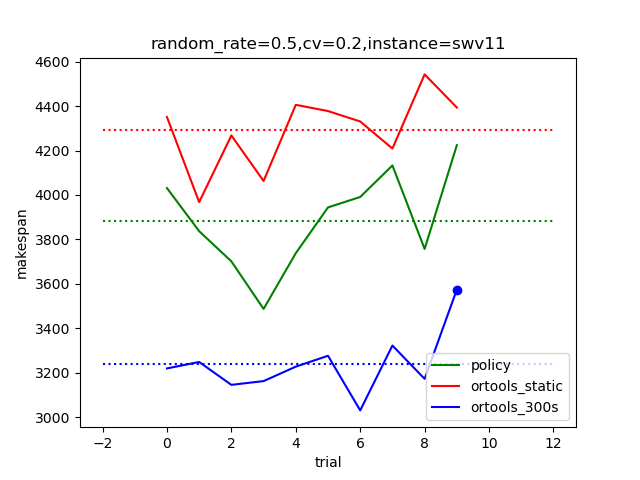 random_rate=0.5,cv=0.2,instance=swv11
4600
4400
4200
4000
3800
3600
3400
3200
3000
makespan
policy
ortools_static
ortools_300s
−2 0 2 4 6 8 10 12
trial